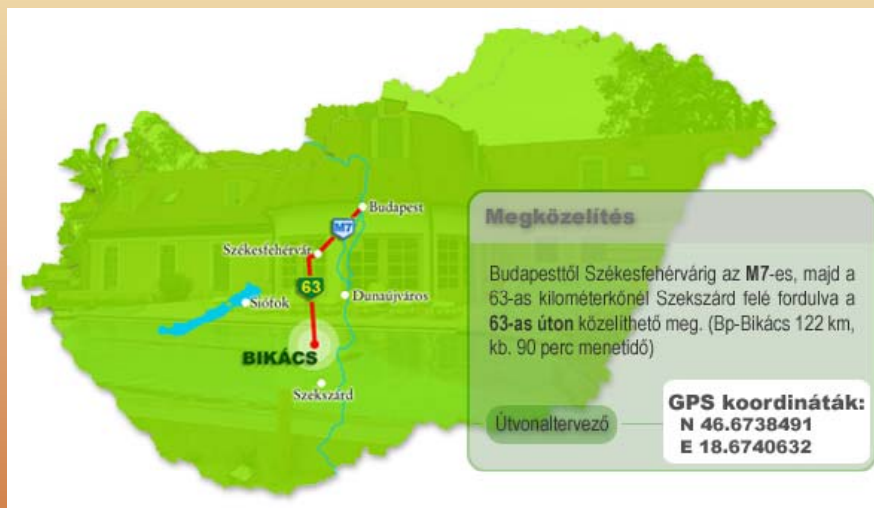 Budapest
M7
Székesfehérvár
63
Siófok
Dunaújváros
BIKÁCS
Szekszárd
Megközelítés
Budapesttől Székesfehérvárig az M7-es, majd a
63-as kilométerkőnél Szekszárd felé fordulva a
63-as úton közelíthető meg. (Bp-Bikács 122 km,
kb. 90 perc menetidő)
Útvonaltervező
GPS koordináták:
N 46.6738491
E 18.6740632